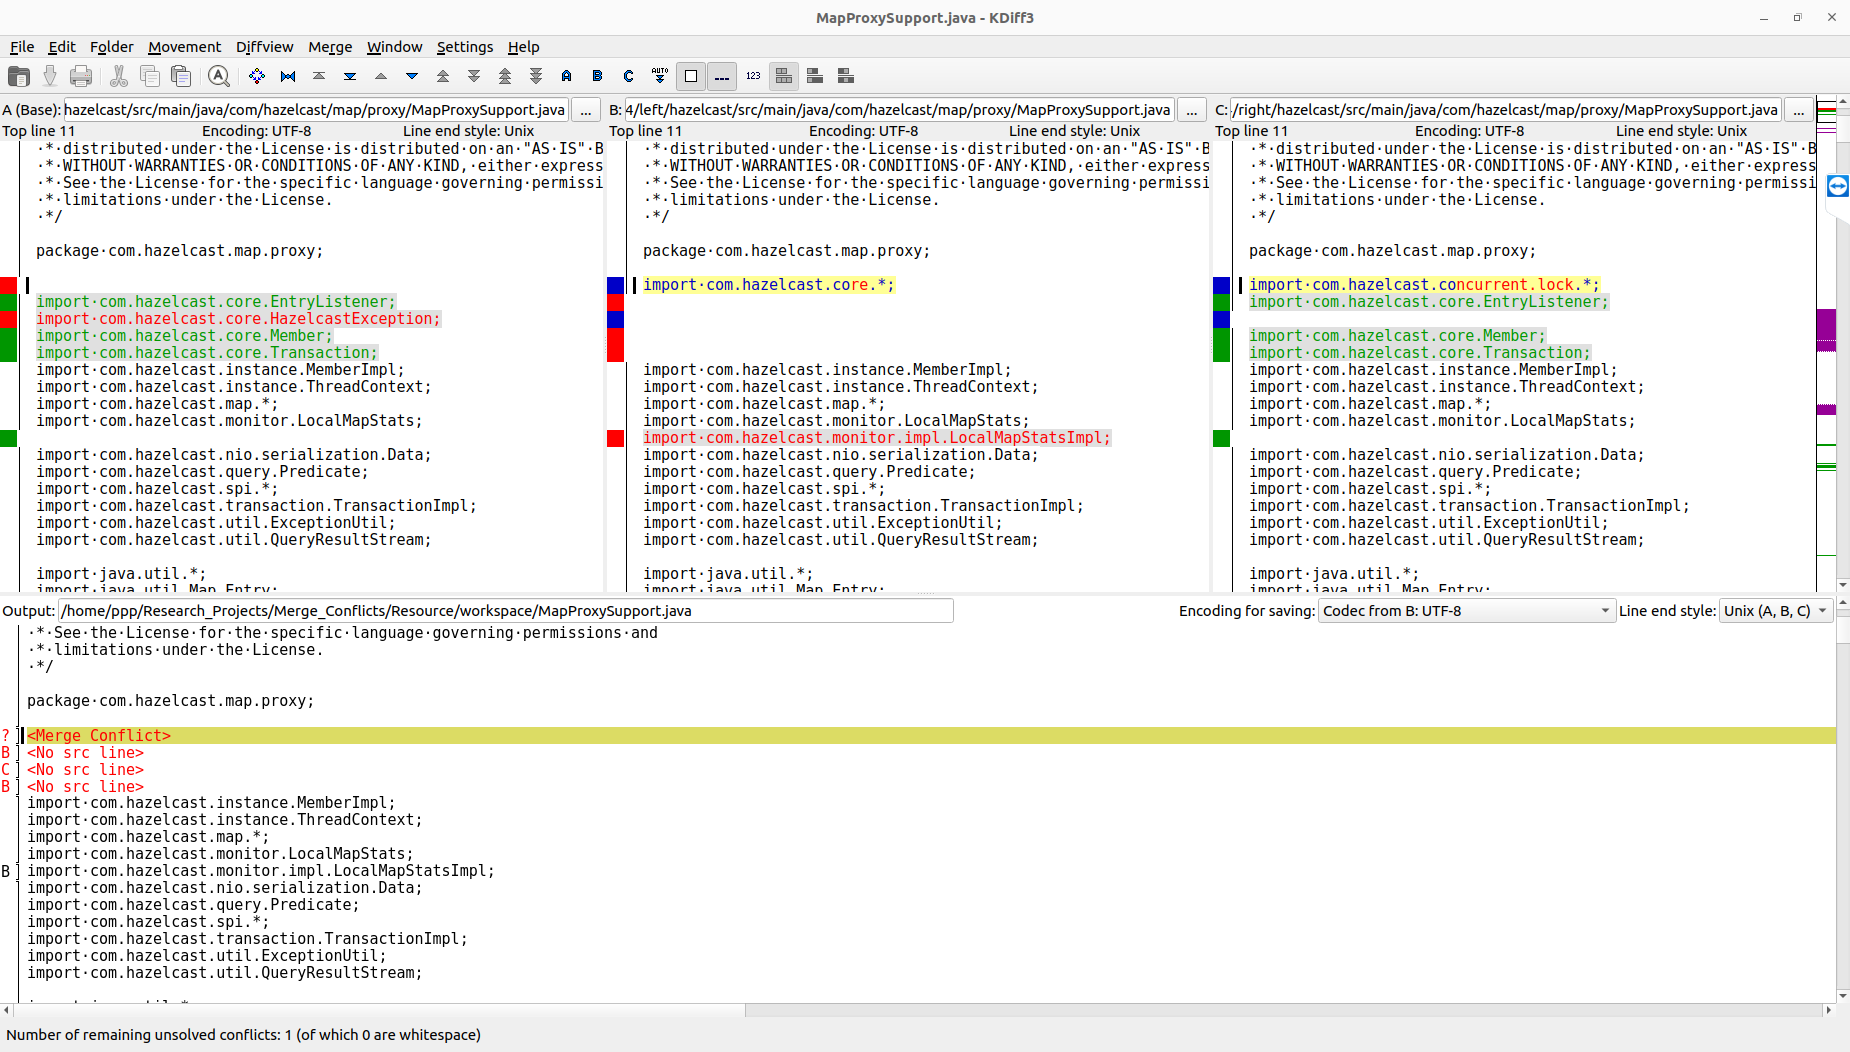 MapProxySupport.java - KDiff3
File Edit Folder Movement Diffview Merge Window Settings Help
A B C AUTO 123
A (Base): hazelcast/src/main/java/com/hazelcast/map/proxy/MapProxySupport.java ...
Top line 11 Encoding: UTF-8 Line end style: Unix
·*·distributed·under·the·License·is·distributed·on·an·"AS·IS"·B
·*·WITHOUT·WARRANTIES·OR·CONDITIONS·OF·ANY·KIND,·either·express
·*·See·the·License·for·the·specific·language·governing·permissi
·*·limitations·under·the·License.
·*/
package·com.hazelcast.map.proxy;
import·com.hazelcast.core.EntryListener;
import·com.hazelcast.core.HazelcastException;
import·com.hazelcast.core.Member;
import·com.hazelcast.core.Transaction;
import·com.hazelcast.instance.MemberImpl;
import·com.hazelcast.instance.ThreadContext;
import·com.hazelcast.map.*;
import·com.hazelcast.monitor.LocalMapStats;
import·com.hazelcast.nio.serialization.Data;
import·com.hazelcast.query.Predicate;
import·com.hazelcast.spi.*;
import·com.hazelcast.transaction.TransactionImpl;
import·com.hazelcast.util.ExceptionUtil;
import·com.hazelcast.util.QueryResultStream;
import·java.util.*;
import·java.util.Map.Entry;
B: 4/left/hazelcast/src/main/java/com/hazelcast/map/proxy/MapProxySupport.java ...
Top line 11 Encoding: UTF-8 Line end style: Unix
·*·distributed·under·the·License·is·distributed·on·an·"AS·IS"·B
·*·WITHOUT·WARRANTIES·OR·CONDITIONS·OF·ANY·KIND,·either·express
·*·See·the·License·for·the·specific·language·governing·permissi
·*·limitations·under·the·License.
·*/
package·com.hazelcast.map.proxy;
import·com.hazelcast.core.*;
import·com.hazelcast.instance.MemberImpl;
import·com.hazelcast.instance.ThreadContext;
import·com.hazelcast.map.*;
import·com.hazelcast.monitor.LocalMapStats;
import·com.hazelcast.monitor.impl.LocalMapStatsImpl;
import·com.hazelcast.nio.serialization.Data;
import·com.hazelcast.query.Predicate;
import·com.hazelcast.spi.*;
import·com.hazelcast.transaction.TransactionImpl;
import·com.hazelcast.util.ExceptionUtil;
import·com.hazelcast.util.QueryResultStream;
import·java.util.*;
import·java.util.Map.Entry;
C: /right/hazelcast/src/main/java/com/hazelcast/map/proxy/MapProxySupport.java ...
Top line 11 Encoding: UTF-8 Line end style: Unix
·*·distributed·under·the·License·is·distributed·on·an·"AS·IS"·B
·*·WITHOUT·WARRANTIES·OR·CONDITIONS·OF·ANY·KIND,·either·express
·*·See·the·License·for·the·specific·language·governing·permissi
·*·limitations·under·the·License.
·*/
package·com.hazelcast.map.proxy;
import·com.hazelcast.concurrent.lock.*;
import·com.hazelcast.core.EntryListener;
import·com.hazelcast.core.Member;
import·com.hazelcast.core.Transaction;
import·com.hazelcast.instance.MemberImpl;
import·com.hazelcast.instance.ThreadContext;
import·com.hazelcast.map.*;
import·com.hazelcast.monitor.LocalMapStats;
import·com.hazelcast.nio.serialization.Data;
import·com.hazelcast.query.Predicate;
import·com.hazelcast.spi.*;
import·com.hazelcast.transaction.TransactionImpl;
import·com.hazelcast.util.ExceptionUtil;
import·com.hazelcast.util.QueryResultStream;
import·java.util.*;
import·java.util.Map.Entry;
Output: /home/ppp/Research_Projects/Merge_Conflicts/Resource/workspace/MapProxySupport.java Encoding for saving: Codec from B: UTF-8 Line end style: Unix (A, B, C)
·*·See·the·License·for·the·specific·language·governing·permissions·and
·*·limitations·under·the·License.
·*/
package·com.hazelcast.map.proxy;
? <Merge Conflict>
B <No src line>
C <No src line>
B <No src line>
import·com.hazelcast.instance.MemberImpl;
import·com.hazelcast.instance.ThreadContext;
import·com.hazelcast.map.*;
import·com.hazelcast.monitor.LocalMapStats;
B import·com.hazelcast.monitor.impl.LocalMapStatsImpl;
import·com.hazelcast.nio.serialization.Data;
import·com.hazelcast.query.Predicate;
import·com.hazelcast.spi.*;
import·com.hazelcast.transaction.TransactionImpl;
import·com.hazelcast.util.ExceptionUtil;
import·com.hazelcast.util.QueryResultStream;
Number of remaining unsolved conflicts: 1 (of which 0 are whitespace)